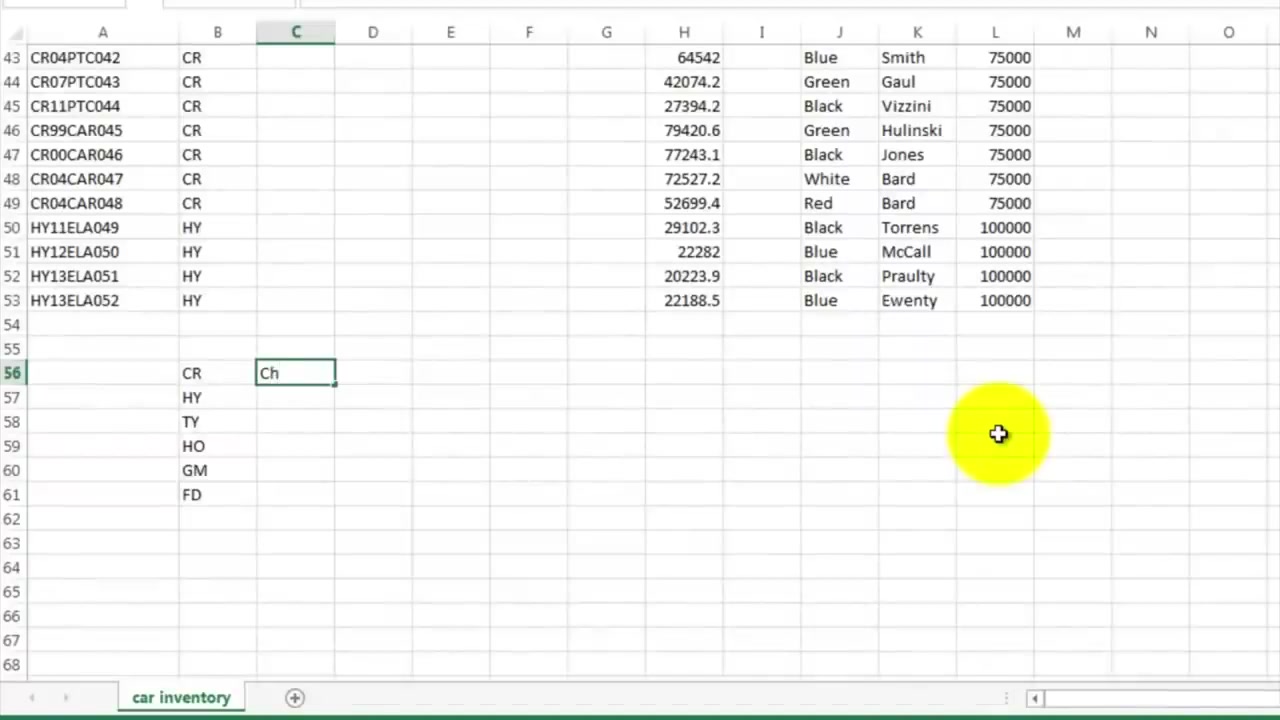 A B C D E F G H I J K L M N O
43 CR04PTC042 CR 64542 Blue Smith 75000
44 CR07PTC043 CR 42074.2 Green Gaul 75000
45 CR11PTC044 CR 27394.2 Black Vizzini 75000
46 CR99CAR045 CR 79420.6 Green Hulinski 75000
47 CR00CAR046 CR 77243.1 Black Jones 75000
48 CR04CAR047 CR 72527.2 White Bard 75000
49 CR04CAR048 CR 52699.4 Red Bard 75000
50 HY11ELA049 HY 29102.3 Black Torrens 100000
51 HY12ELA050 HY 22282 Blue McCall 100000
52 HY13ELA051 HY 20223.9 Black Praulty 100000
53 HY13ELA052 HY 22188.5 Blue Ewenty 100000
54
55
56 CR Ch
57 HY
58 TY
59 HO
60 GM
61 FD
62
63
64
65
66
67
68
car inventory